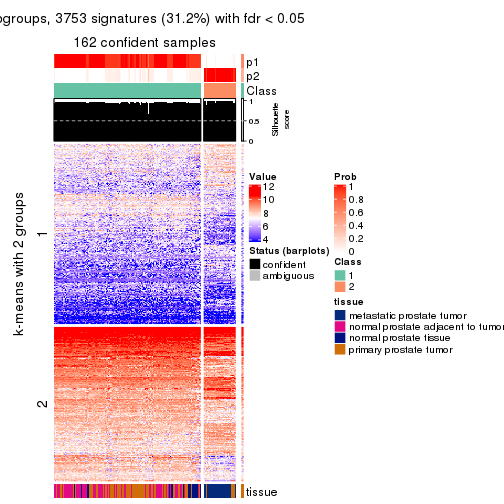 ogroups, 3753 signatures (31.2%) with fdr < 0.05
162 confident samples
p1
p2
Class
1
0.5
0
Silhouette
score
k-means with 2 groups
1
2
tissue
Value
12
10
8
6
4
Status (barplots)
confident
ambiguous
Prob
1
0.8
0.6
0.4
0.2
0
Class
1
2
tissue
metastatic prostate tumor
normal prostate adjacent to tumor
normal prostate tissue
primary prostate tumor